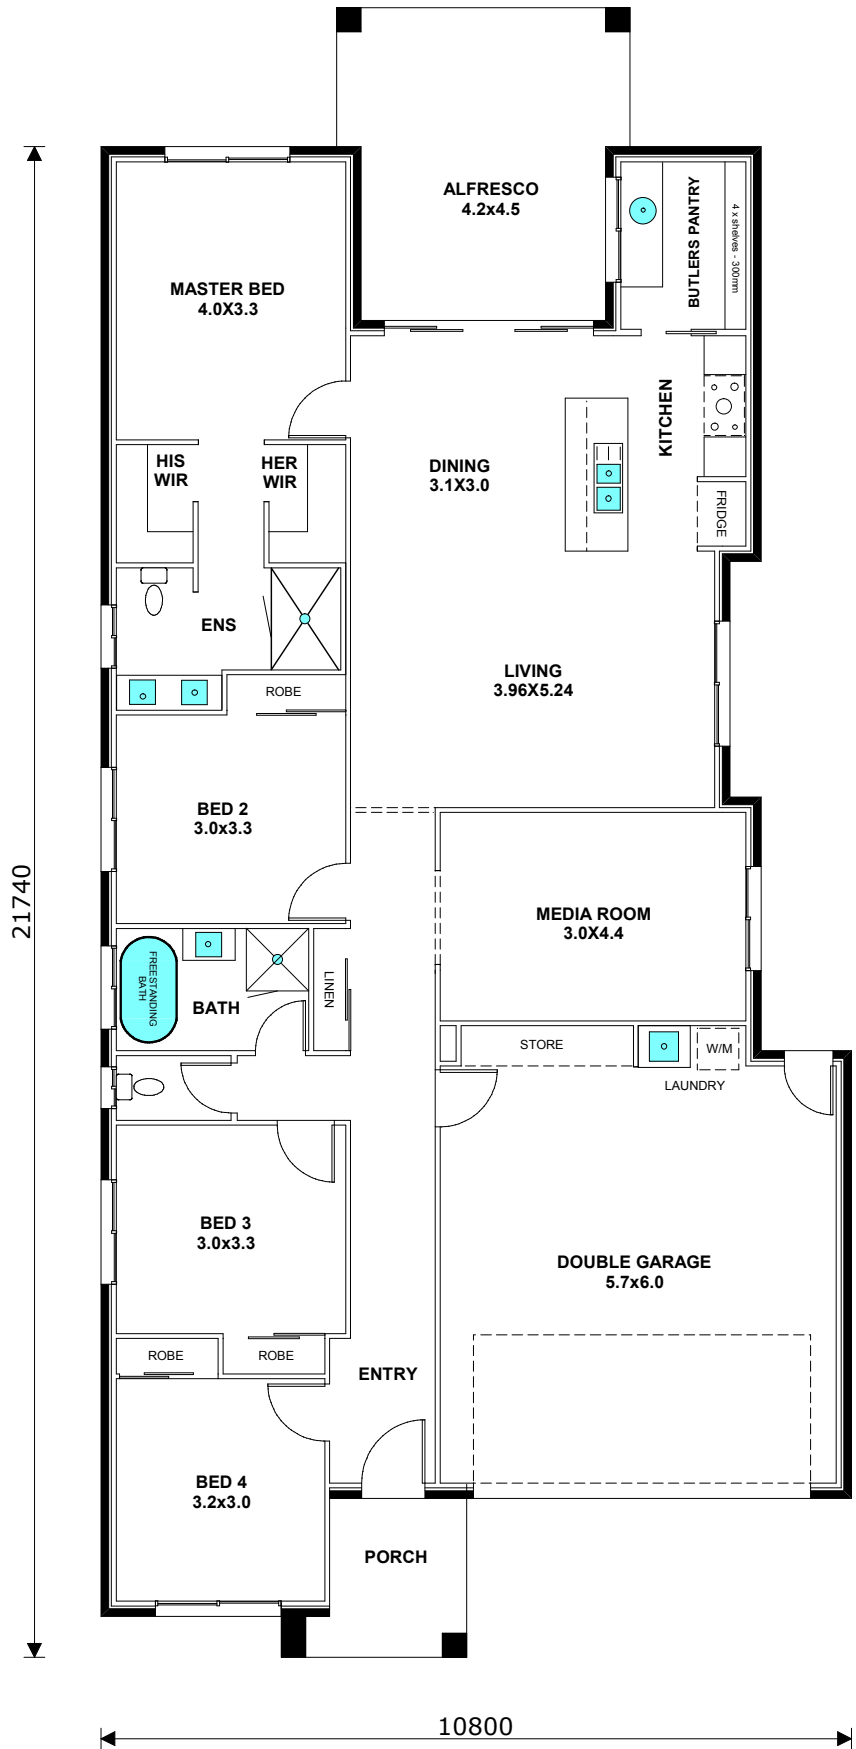 ALFRESCO
4.2x4.5
BUTLERS PANTRY
4 x shelves - 300mm
MASTER BED
4.0X3.3
KITCHEN
HIS
WIR
HER
WIR
DINING
3.1X3.0
FRIDGE
ENS
LIVING
3.96X5.24
ROBE
BED 2
3.0x3.3
21740
MEDIA ROOM
3.0X4.4
FREESTANDING
BATH
BATH
LINEN
STORE
W/M
LAUNDRY
BED 3
3.0x3.3
DOUBLE GARAGE
5.7x6.0
ROBE
ROBE
ENTRY
BED 4
3.2x3.0
PORCH
10800